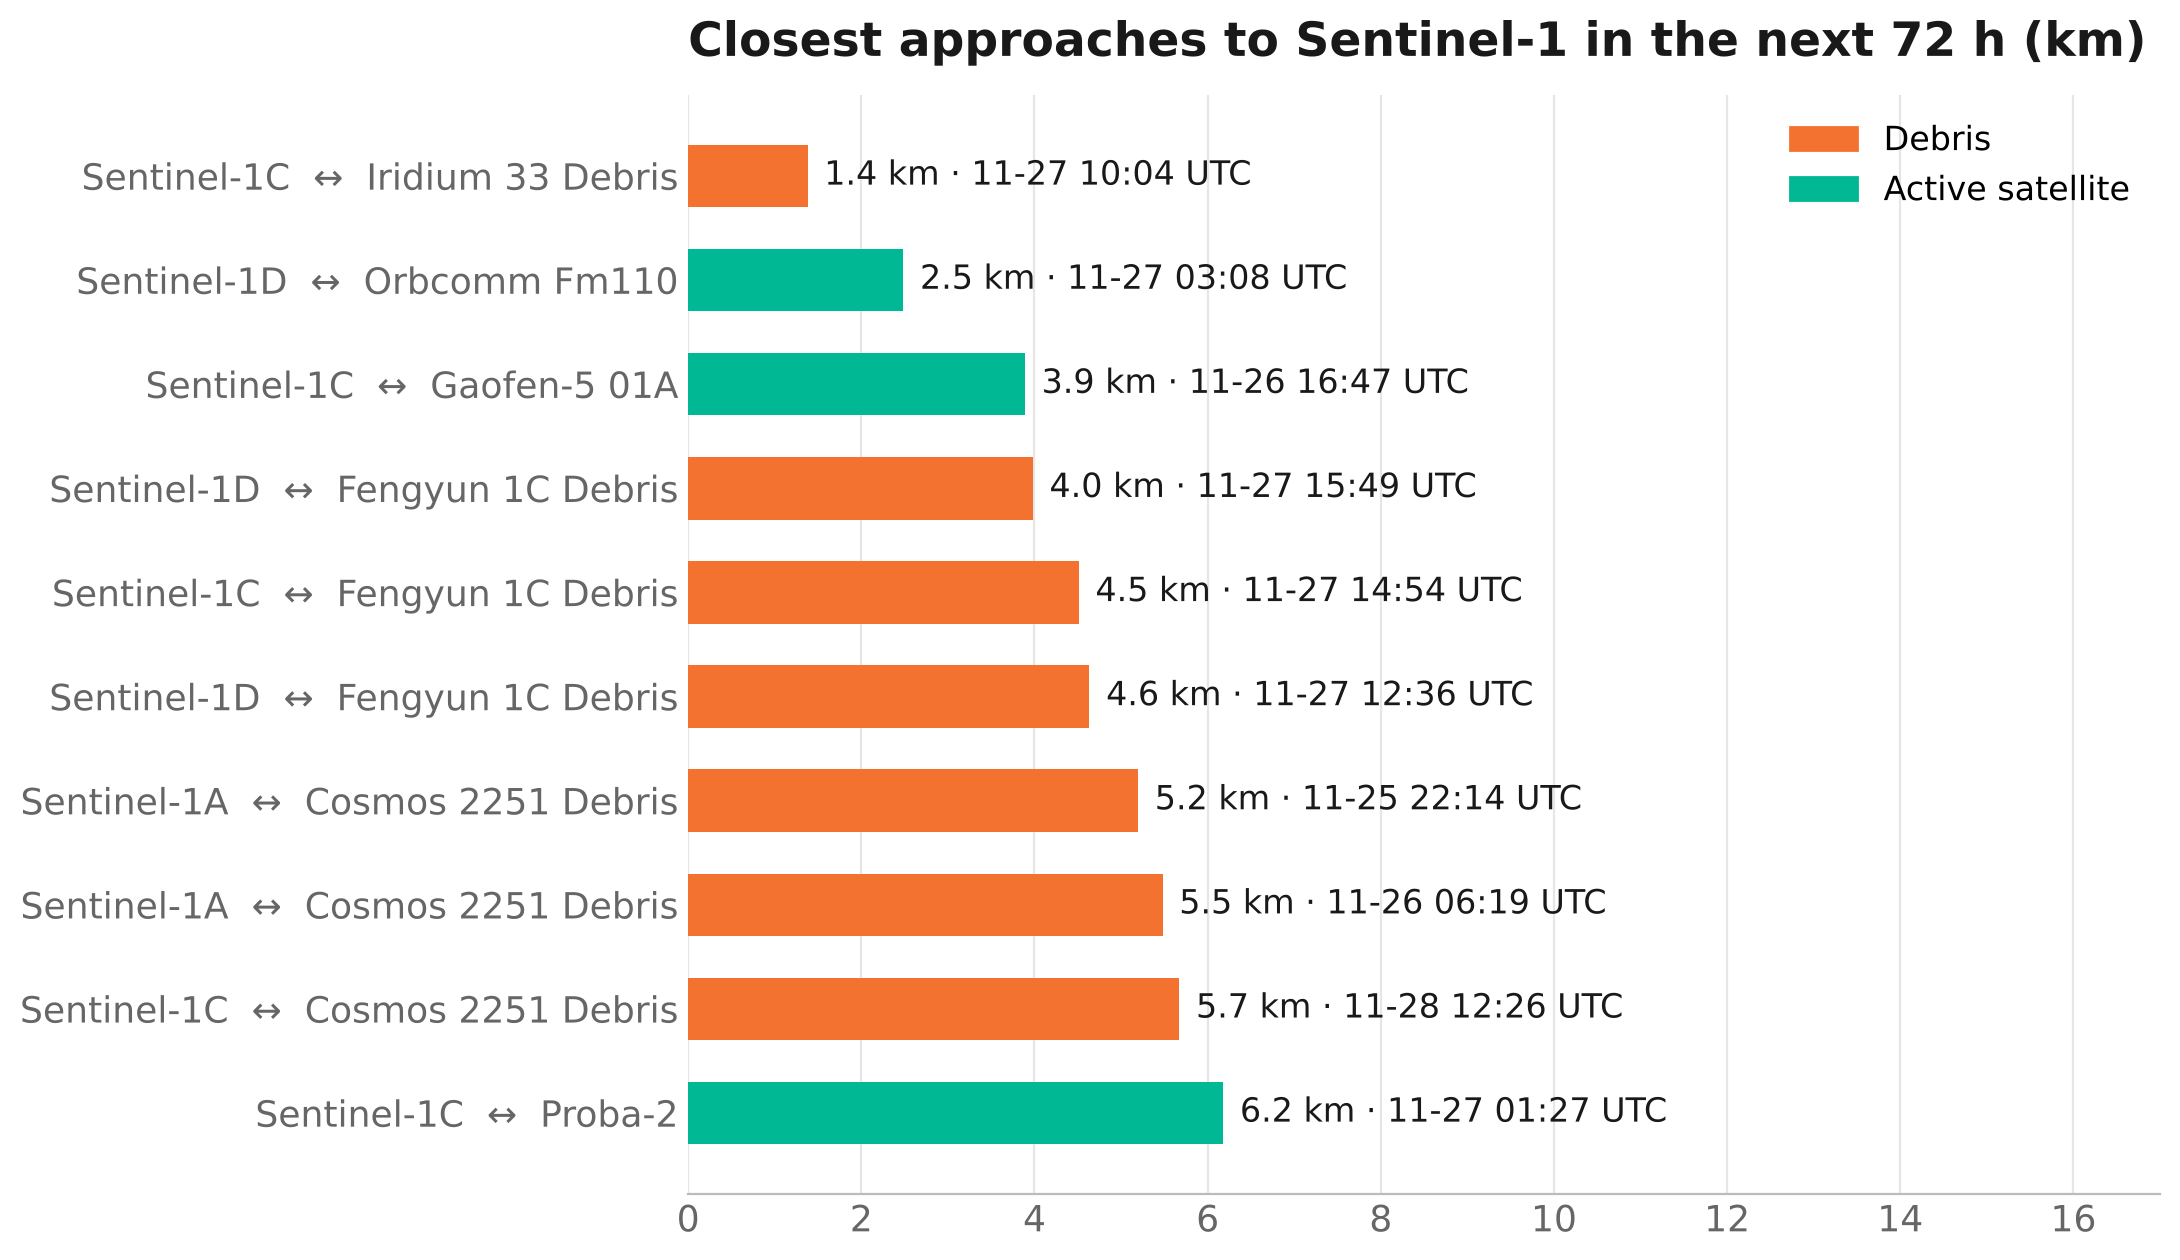 Closest approaches to Sentinel-1 in the next 72 h (km)
Debris
Active satellite
Sentinel-1C ↔ Iridium 33 Debris 1.4 km · 11-27 10:04 UTC
Sentinel-1D ↔ Orbcomm Fm110 2.5 km · 11-27 03:08 UTC
Sentinel-1C ↔ Gaofen-5 01A 3.9 km · 11-26 16:47 UTC
Sentinel-1D ↔ Fengyun 1C Debris 4.0 km · 11-27 15:49 UTC
Sentinel-1C ↔ Fengyun 1C Debris 4.5 km · 11-27 14:54 UTC
Sentinel-1D ↔ Fengyun 1C Debris 4.6 km · 11-27 12:36 UTC
Sentinel-1A ↔ Cosmos 2251 Debris 5.2 km · 11-25 22:14 UTC
Sentinel-1A ↔ Cosmos 2251 Debris 5.5 km · 11-26 06:19 UTC
Sentinel-1C ↔ Cosmos 2251 Debris 5.7 km · 11-28 12:26 UTC
Sentinel-1C ↔ Proba-2 6.2 km · 11-27 01:27 UTC
0 2 4 6 8 10 12 14 16